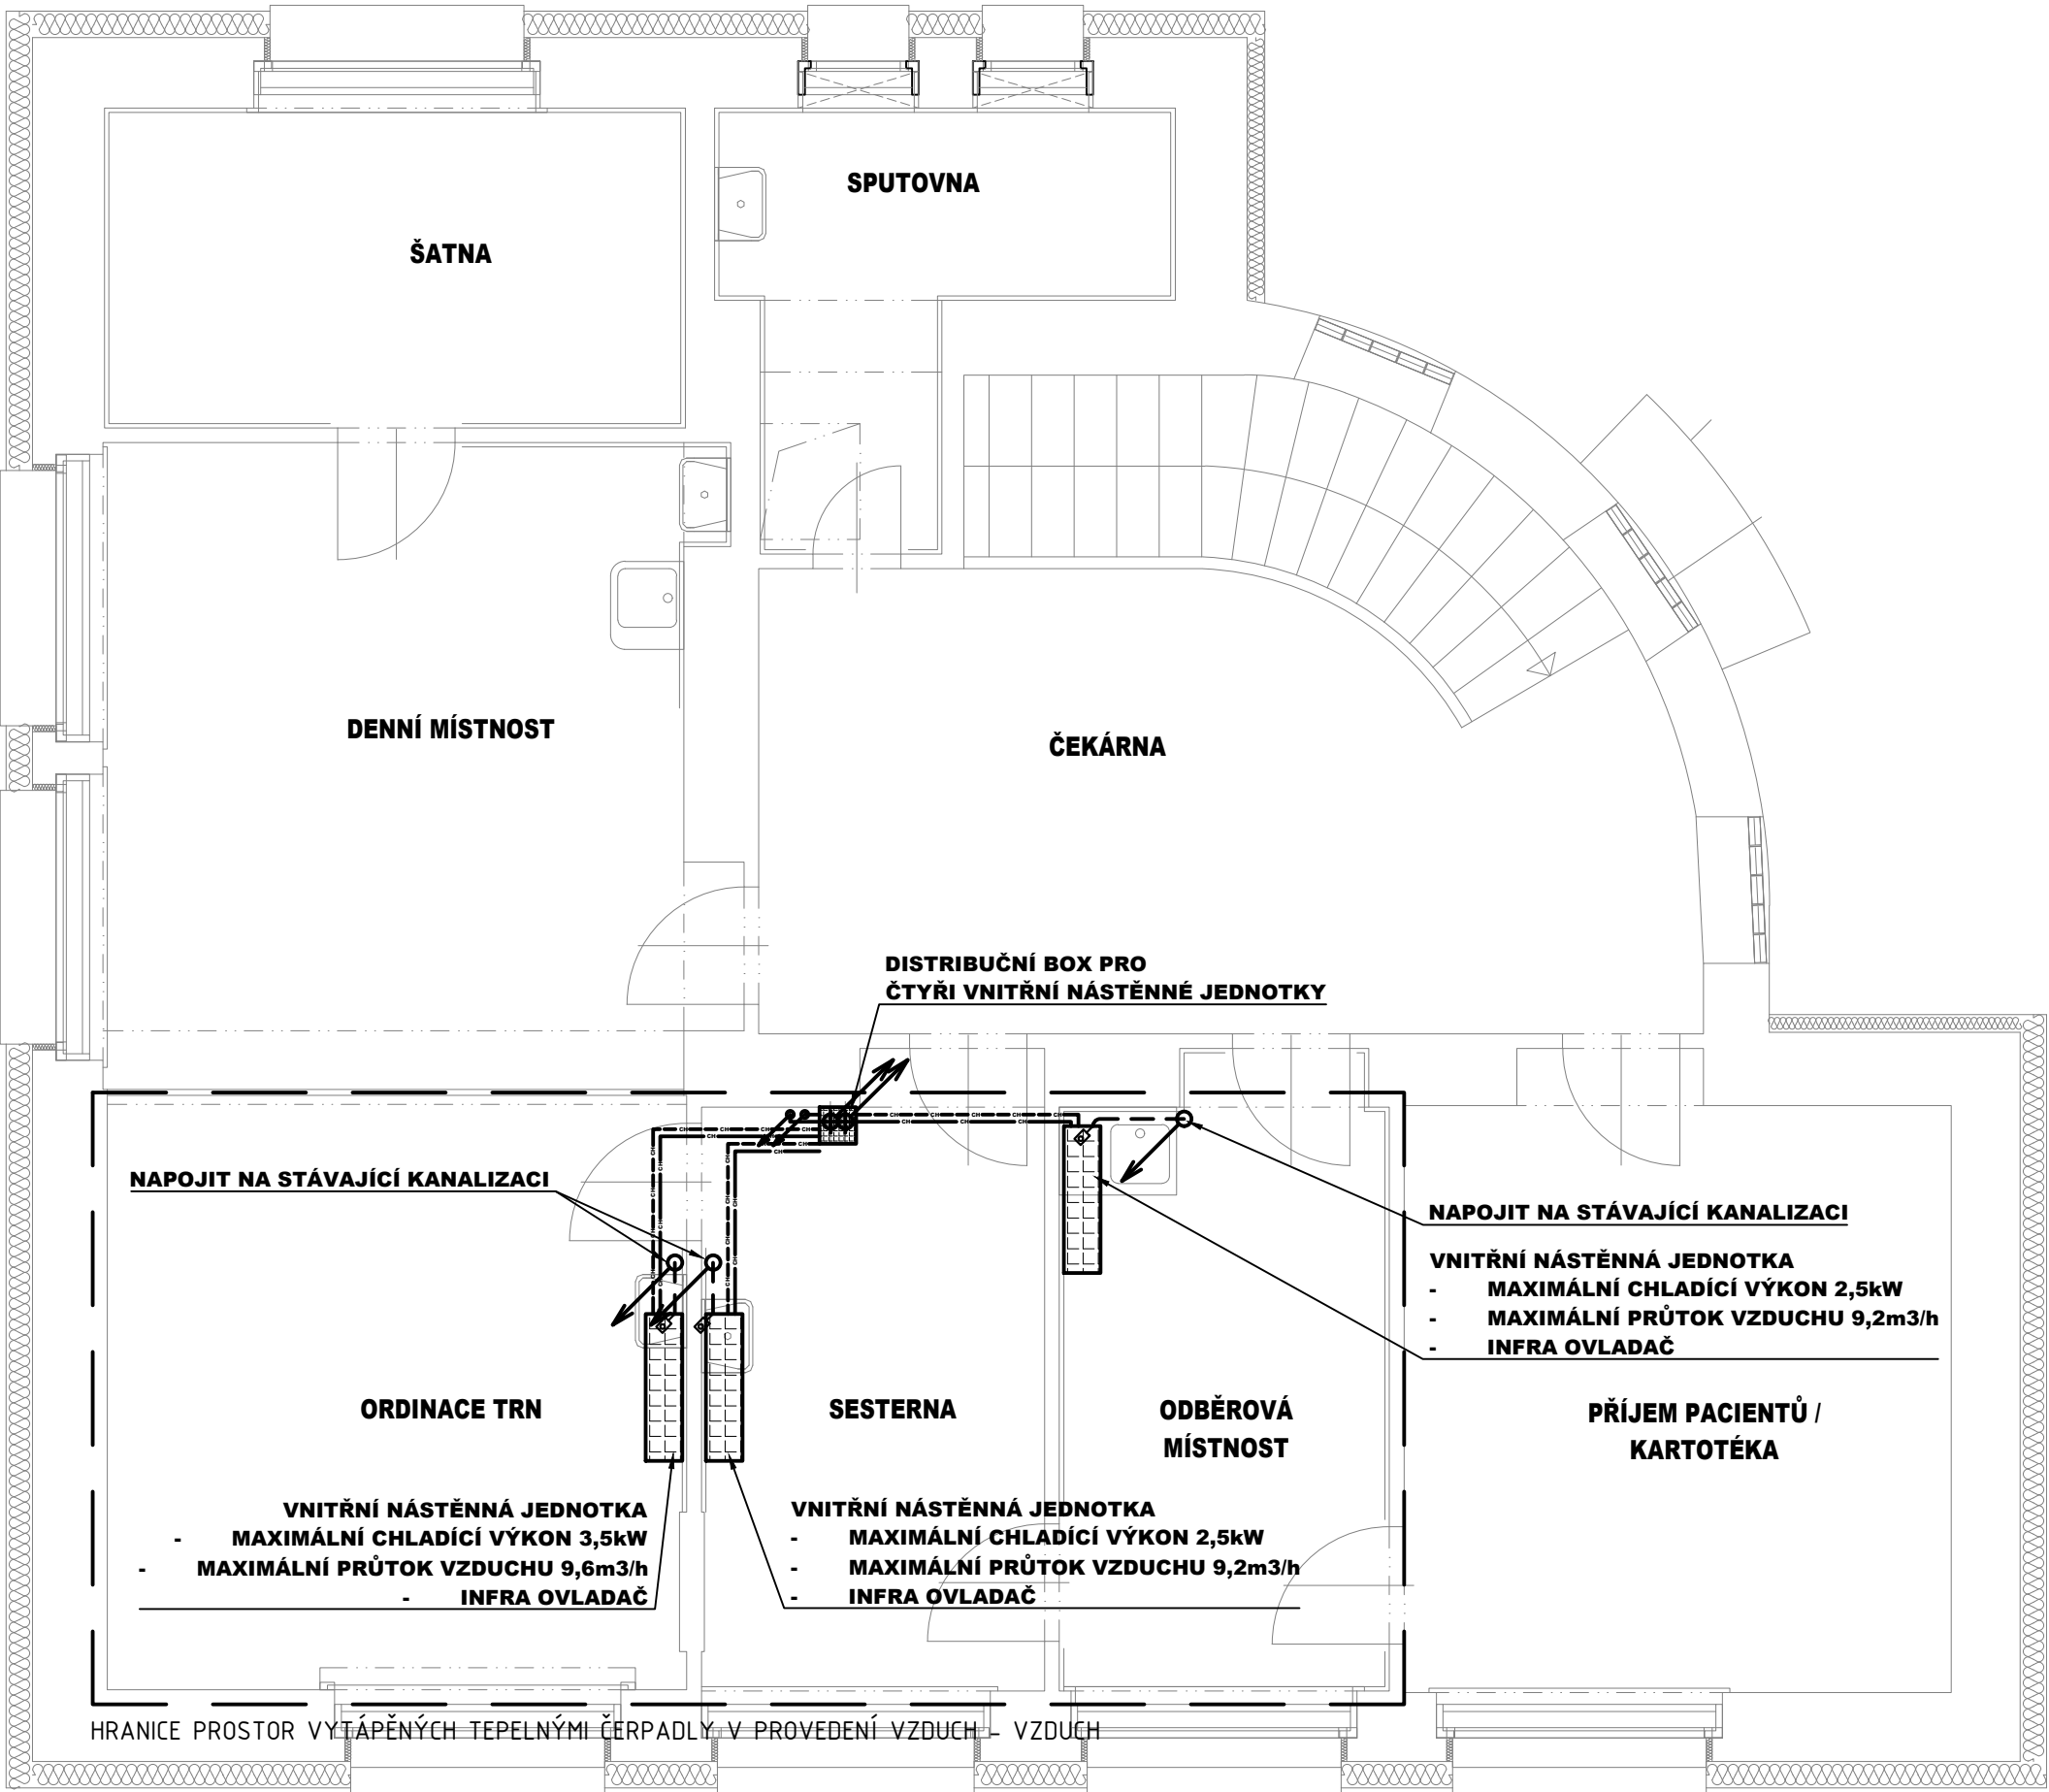 SPUTOVNA
ŠATNA
DENNÍ MÍSTNOST
ČEKÁRNA
DISTRIBUČNÍ BOX PRO
ČTYŘI VNITŘNÍ NÁSTĚNNÉ JEDNOTKY
NAPOJIT NA STÁVAJÍCÍ KANALIZACI
NAPOJIT NA STÁVAJÍCÍ KANALIZACI
VNITŘNÍ NÁSTĚNNÁ JEDNOTKA
- MAXIMÁLNÍ CHLADÍCÍ VÝKON 2,5kW
- MAXIMÁLNÍ PRŮTOK VZDUCHU 9,2m3/h
- INFRA OVLADAČ
ORDINACE TRN
SESTERNA
ODBĚROVÁ
MÍSTNOST
PŘÍJEM PACIENTŮ /
KARTOTÉKA
VNITŘNÍ NÁSTĚNNÁ JEDNOTKA
- MAXIMÁLNÍ CHLADÍCÍ VÝKON 3,5kW
- MAXIMÁLNÍ PRŮTOK VZDUCHU 9,6m3/h
- INFRA OVLADAČ
VNITŘNÍ NÁSTĚNNÁ JEDNOTKA
- MAXIMÁLNÍ CHLADÍCÍ VÝKON 2,5kW
- MAXIMÁLNÍ PRŮTOK VZDUCHU 9,2m3/h
- INFRA OVLADAČ
HRANICE PROSTOR VYTÁPĚNÝCH TEPELNÝMI ČERPADLY V PROVEDENÍ VZDUCH - VZDUCH